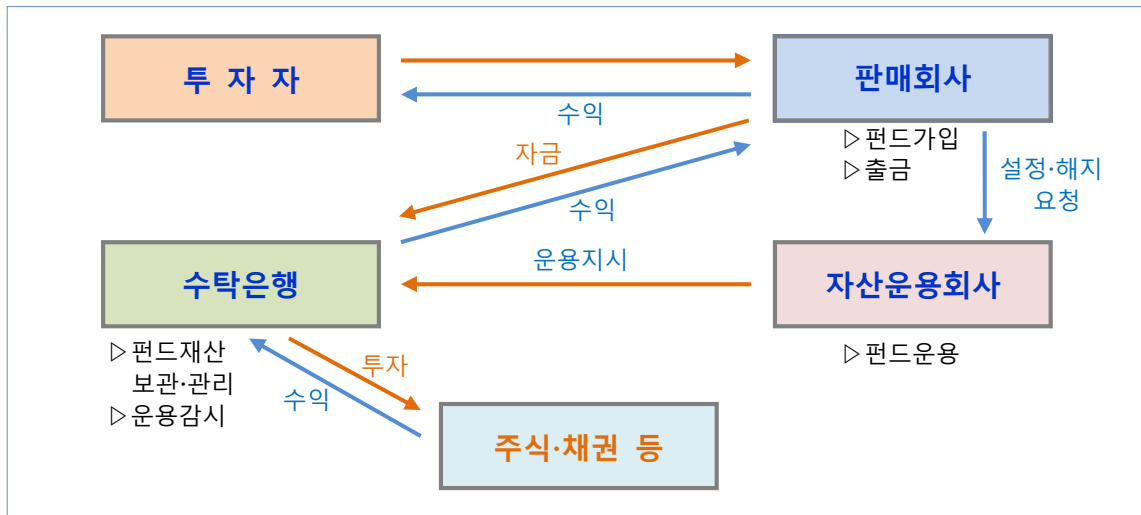 투 자 자
판매회사
수익
▷펀드가입
▷출금
자금
설정·해지
요청
수익
운용지시
수탁은행
자산운용회사
▷펀드재산
보관·관리
▷운용감시
▷펀드운용
투자
수익
주식·채권 등